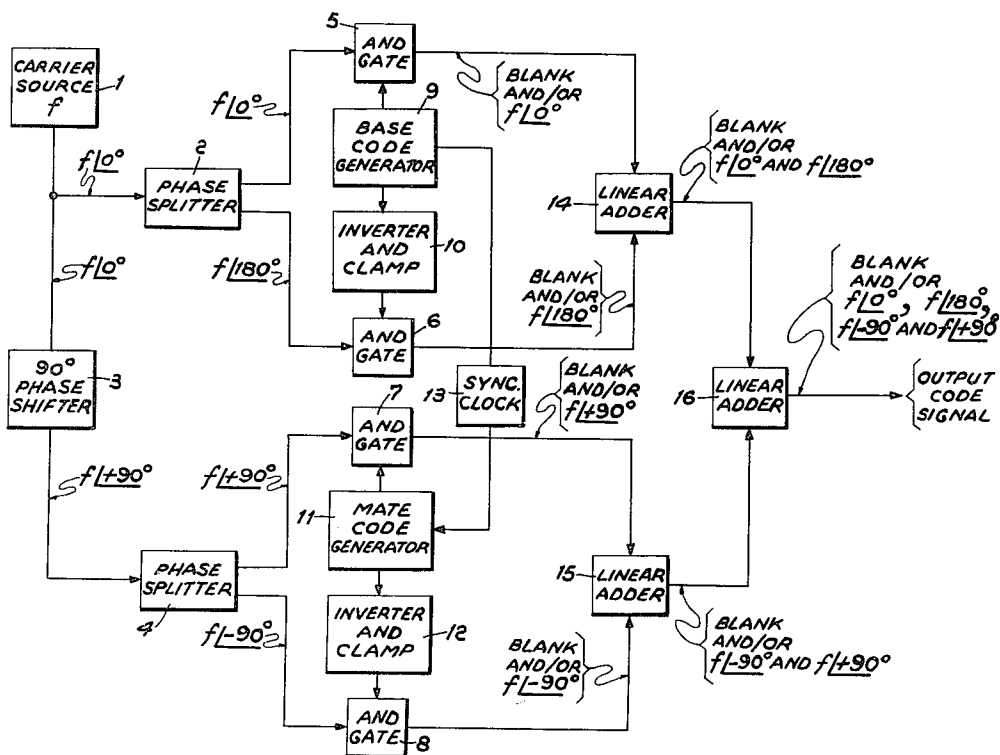 CARRIER
SOURCE
f
1
f∠0°
2
PHASE
SPLITTER
f∠0°
90°
PHASE
SHIFTER
3
f∠+90°
PHASE
SPLITTER
4
5
AND
GATE
f∠0°
9
BASE
CODE
GENERATOR
INVERTER
AND
CLAMP
10
f∠180°
AND
GATE
6
BLANK
AND/OR
f∠0°
BLANK
AND/OR
f∠180°
13
SYNC.
CLOCK
7
AND
GATE
BLANK
AND/OR
f∠+90°
f∠+90°
11
MATE
CODE
GENERATOR
INVERTER
AND
CLAMP
12
f∠-90°
AND
GATE
8
BLANK
AND/OR
f∠-90°
14
LINEAR
ADDER
BLANK
AND/OR
f∠0° AND f∠180°
15
LINEAR
ADDER
BLANK
AND/OR
f∠-90° AND f∠+90°
16
LINEAR
ADDER
BLANK
AND/OR
f∠0°, f∠180°,
f∠-90° AND f∠+90°
OUTPUT
CODE
SIGNAL